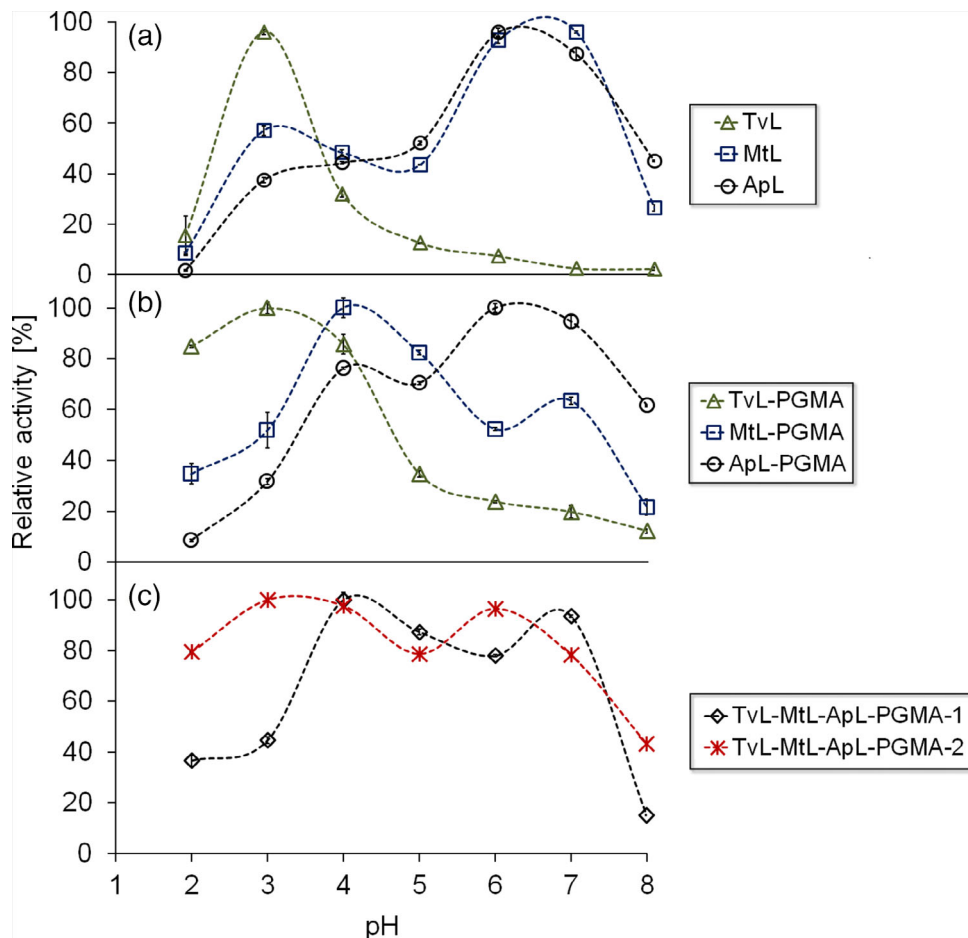 (a)
100
80
60
40
20
0
TvL
MtL
ApL
(b)
100
80
60
40
20
0
TvL-PGMA
MtL-PGMA
ApL-PGMA
Relative activity [%]
(c)
100
80
60
40
20
0
TvL-MtL-ApL-PGMA-1
TvL-MtL-ApL-PGMA-2
1 2 3 4 5 6 7 8
pH